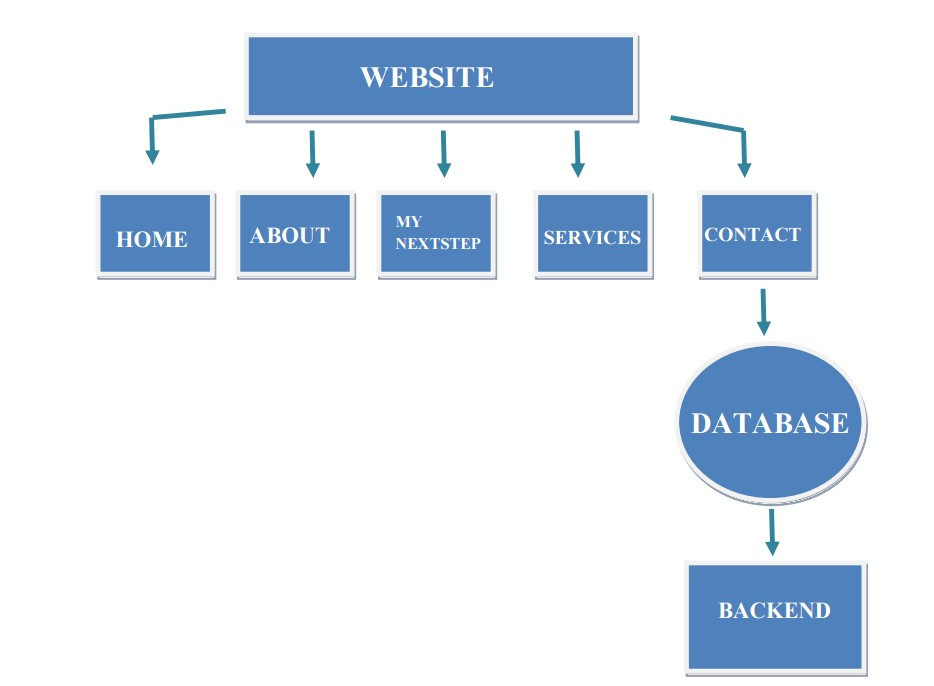 WEBSITE
HOME
ABOUT
MY
NEXTSTEP
SERVICES
CONTACT
DATABASE
BACKEND